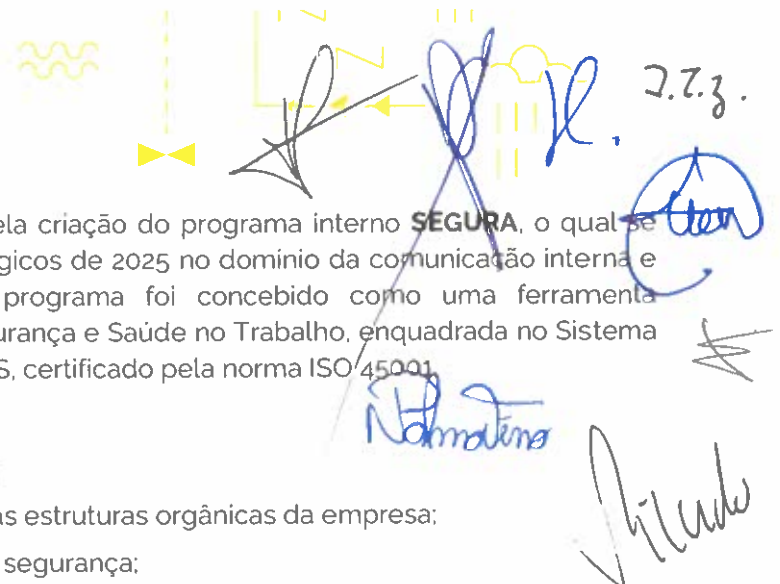 J.T.z.
ela criação do programa interno SEGURA, o qual se
gicos de 2025 no domínio da comunicação interna e
programa foi concebido como uma ferramenta
urança e Saúde no Trabalho, enquadrada no Sistema
S, certificado pela norma ISO 45001.
as estruturas orgânicas da empresa;
segurança;